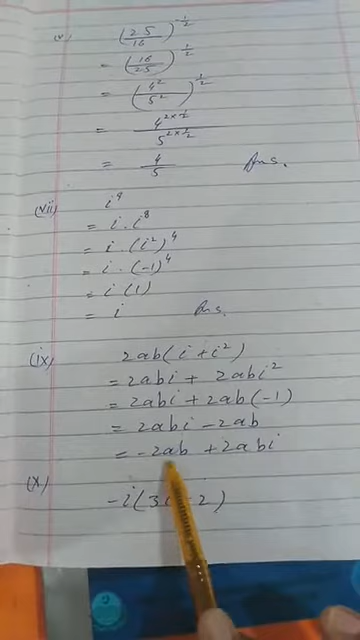 v) (25/16)^-1/2
= (16/25)^1/2
= (4²/5²)^1/2
= 4^2×1/2 / 5^2×1/2
= 4/5 Ans.
(vii) i⁹
= i · i⁸
= i · (i²)⁴
= i · (-1)⁴
= i (1)
= i Ans.
(ix) 2ab(i + i²)
= 2abi + 2abi²
= 2abi + 2ab(-1)
= 2abi - 2ab
= -2ab + 2abi
(x)
-i(3i - 2)